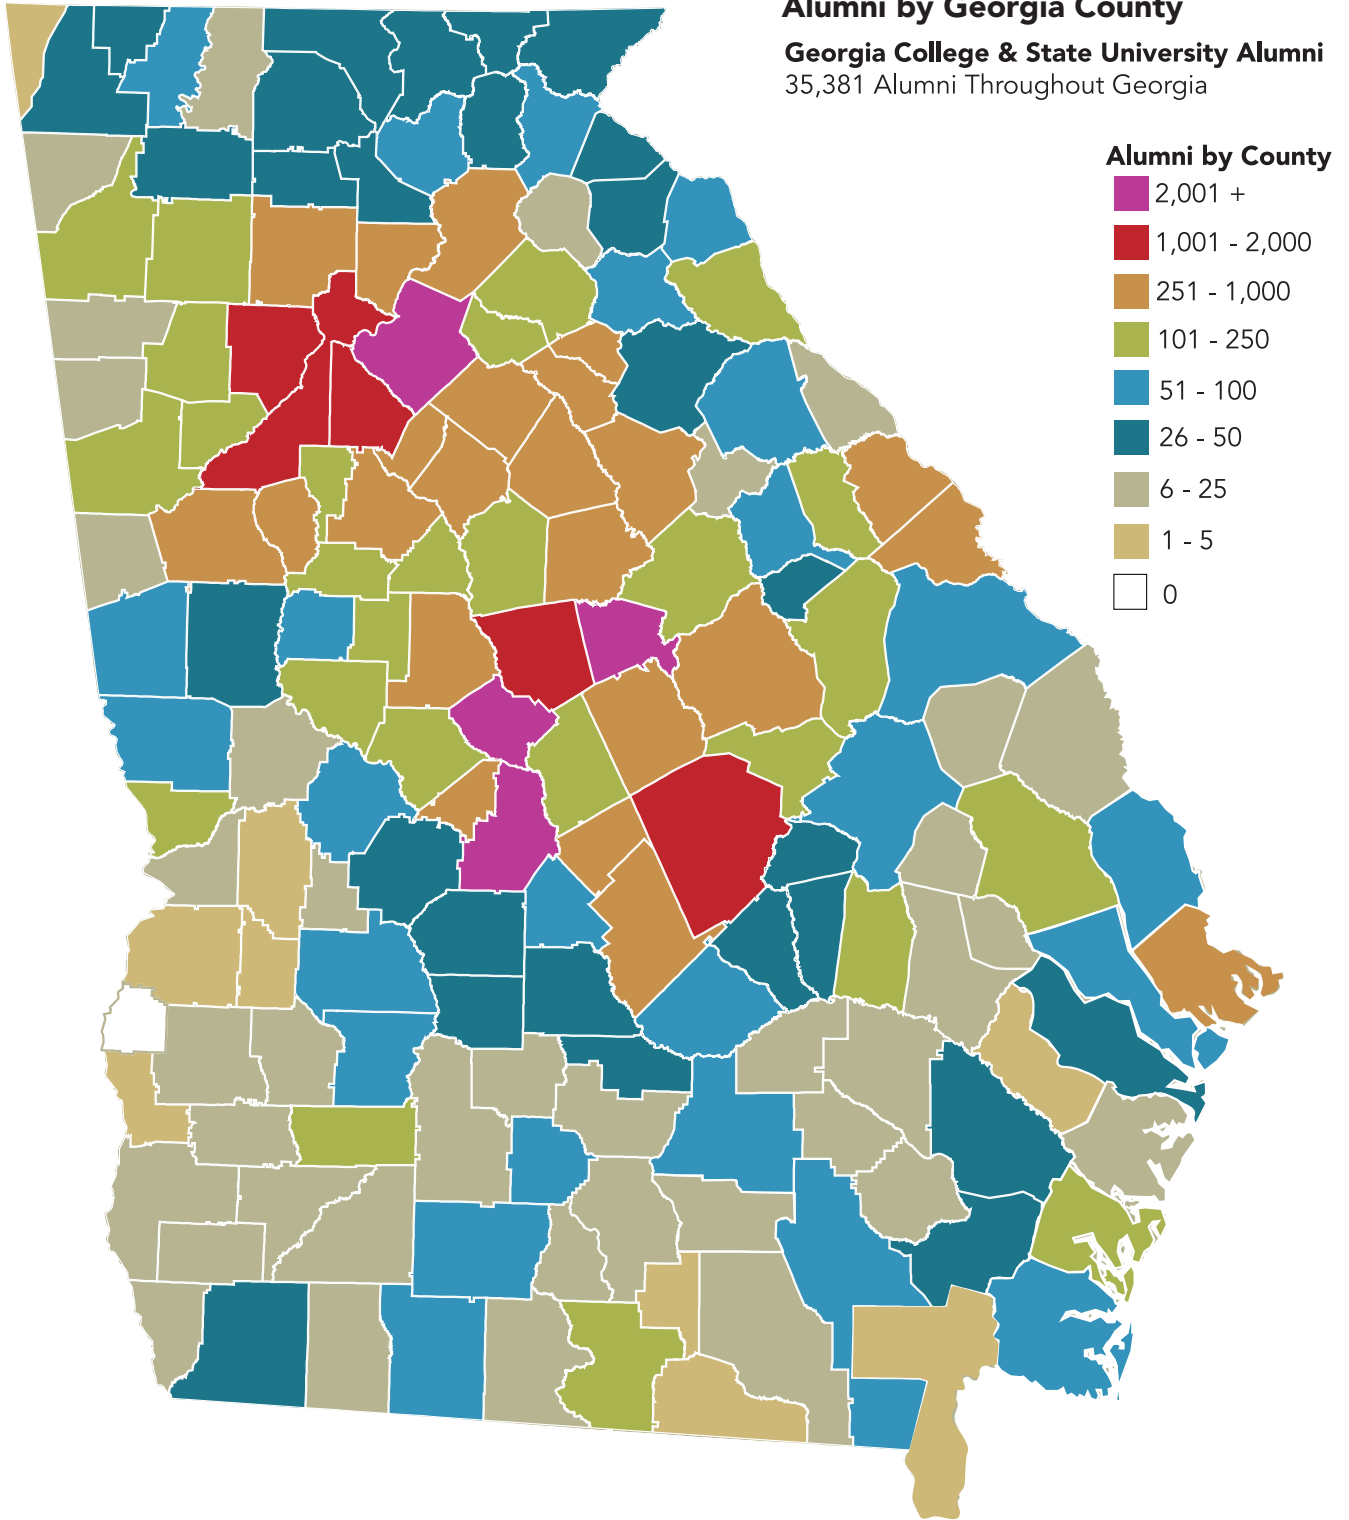 Alumni by Georgia County
Georgia College & State University Alumni
35,381 Alumni Throughout Georgia
Alumni by County
2,001 +
1,001 - 2,000
251 - 1,000
101 - 250
51 - 100
26 - 50
6 - 25
1 - 5
0